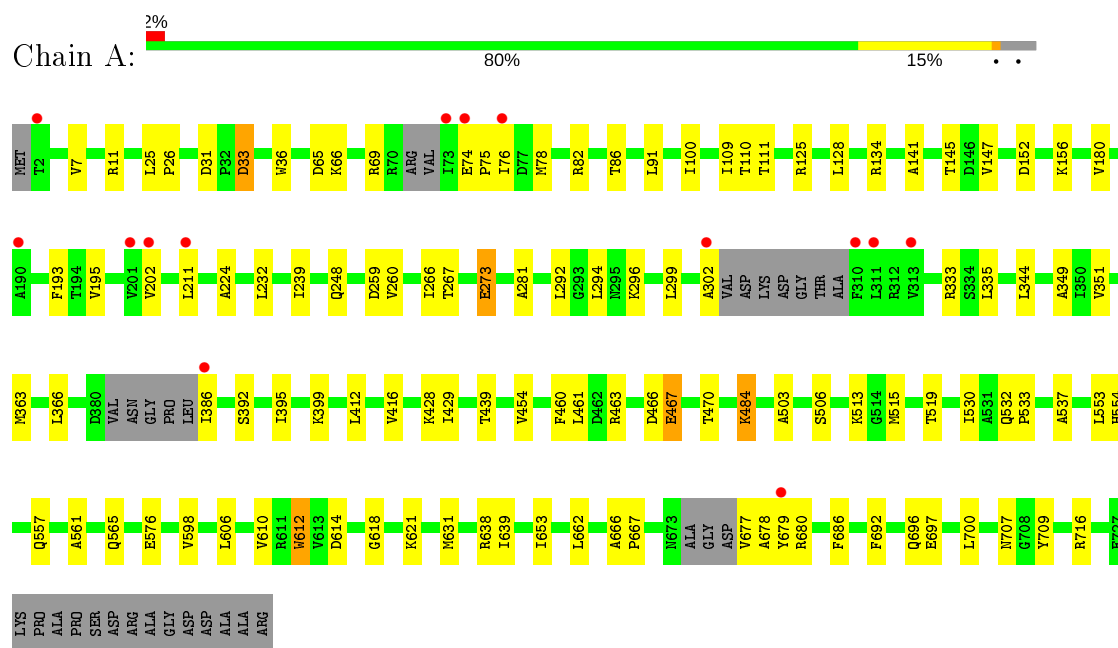 2%
Chain A:
80% 15% • •
MET T2 V7 R11 L25 P26 D31 P32 D33 W36 D65 K66 R69 R70 ARG VAL I73 E74 P75 I76 D77 M78 R82 T86 L91 I100 I109 T110 T111 R125 L128 R134 A141 T145 D146 V147 D152 K156 V180
A190 F193 T194 V195 V201 V202 L211 A224 L232 I239 Q248 D259 V260 I266 T267 E273 A281 L292 G293 L294 N295 K296 L299 A302 VAL ASP LYS ASP GLY THR ALA F310 L311 R312 V313 R333 S334 L335 L344 A349 I350 V351
M363 L366 D380 VAL ASN GLY PRO LEU I386 S392 I395 K399 L412 V416 K428 I429 T439 V454 F460 L461 D462 R463 D466 E467 T470 K484 A503 S506 K513 G514 M515 T519 I530 A531 Q532 P533 A537 L553 H554
Q557 A561 Q565 E576 V598 L606 V610 R611 W612 V613 D614 G618 K621 M631 R638 I639 I653 L662 A666 P667 N673 ALA GLY ASP V677 A678 Y679 R680 F686 F692 Q696 E697 L700 N707 G708 Y709 R716
LYS PRO ALA PRO SER ASP ARG ALA GLY ASP ASP ALA ALA ARG